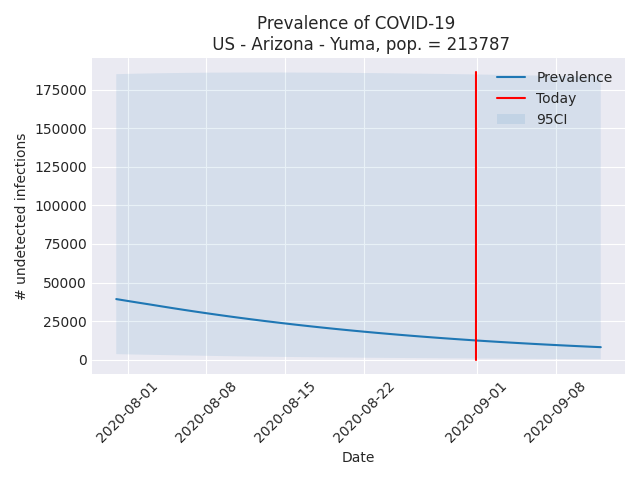 Prevalence of COVID-19
US - Arizona - Yuma, pop. = 213787
Prevalence
Today
95CI
175000
150000
125000
100000
75000
50000
25000
0
# undetected infections
2020-08-01
2020-08-08
2020-08-15
2020-08-22
2020-09-01
2020-09-08
Date